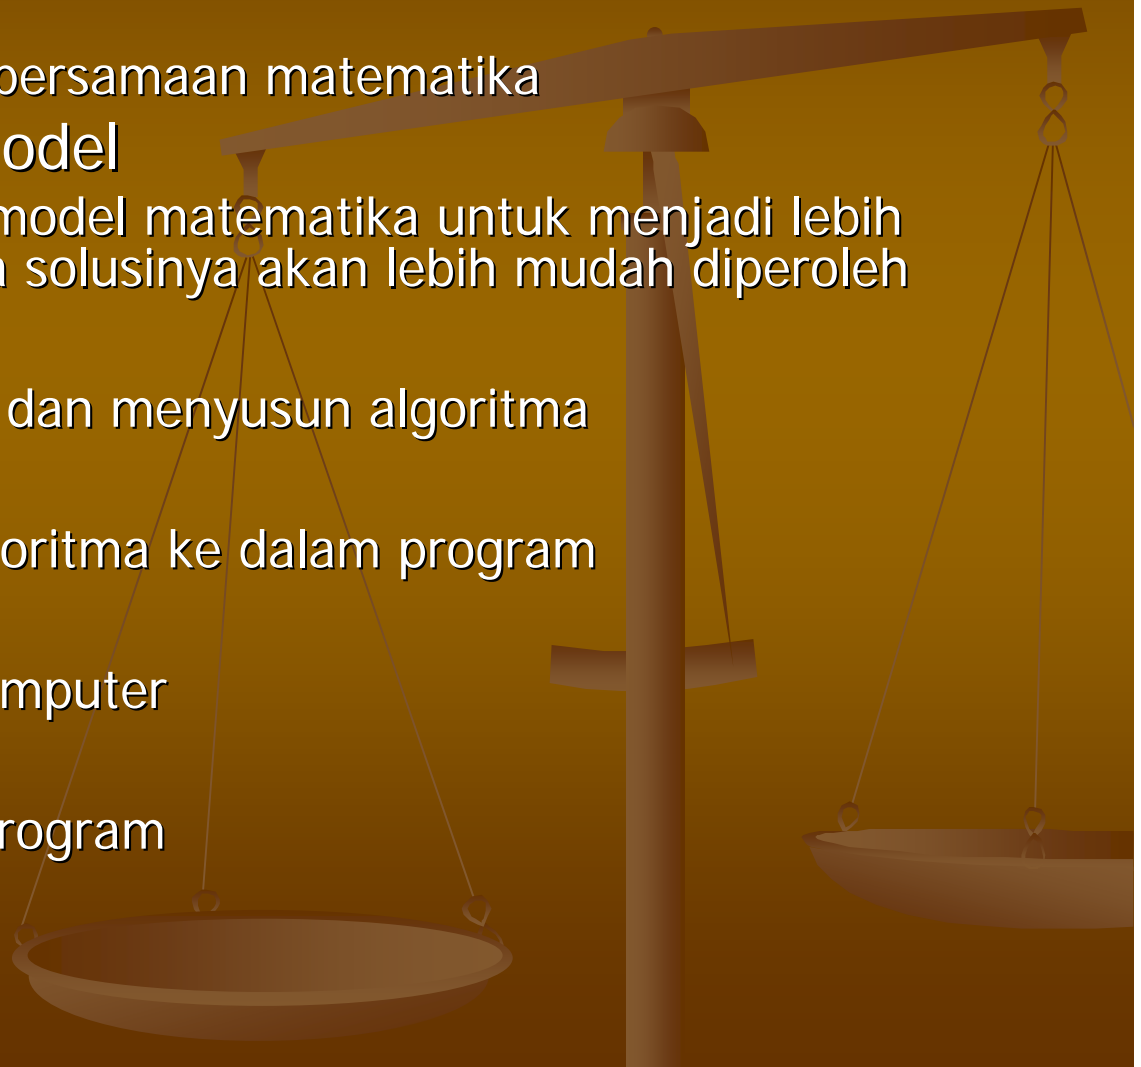 persamaan matematika
odel
model matematika untuk menjadi lebih
solusinya akan lebih mudah diperoleh
dan menyusun algoritma
oritma ke dalam program
mputer
rogram